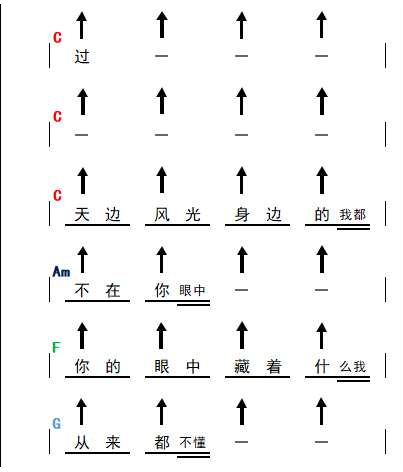 C
过 — — —
C
— — — —
C
天边 风光 身边 的我都
Am
不在 你眼中 — —
F
你的 眼中 藏着 什么我
G
从来 都不懂 — —